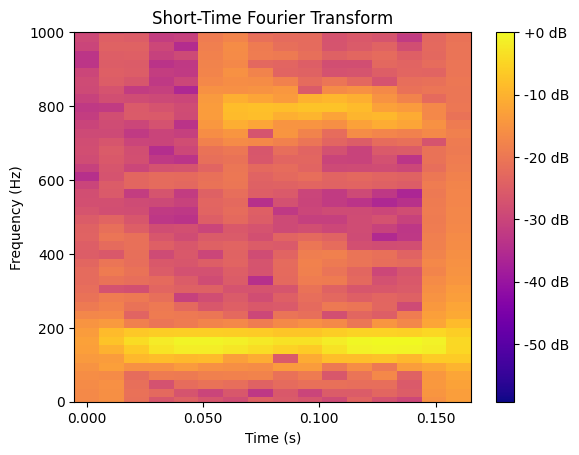 Short-Time Fourier Transform
1000
800
600
400
200
0
Frequency (Hz)
0.000
0.050
0.100
0.150
Time (s)
+0 dB
-10 dB
-20 dB
-30 dB
-40 dB
-50 dB